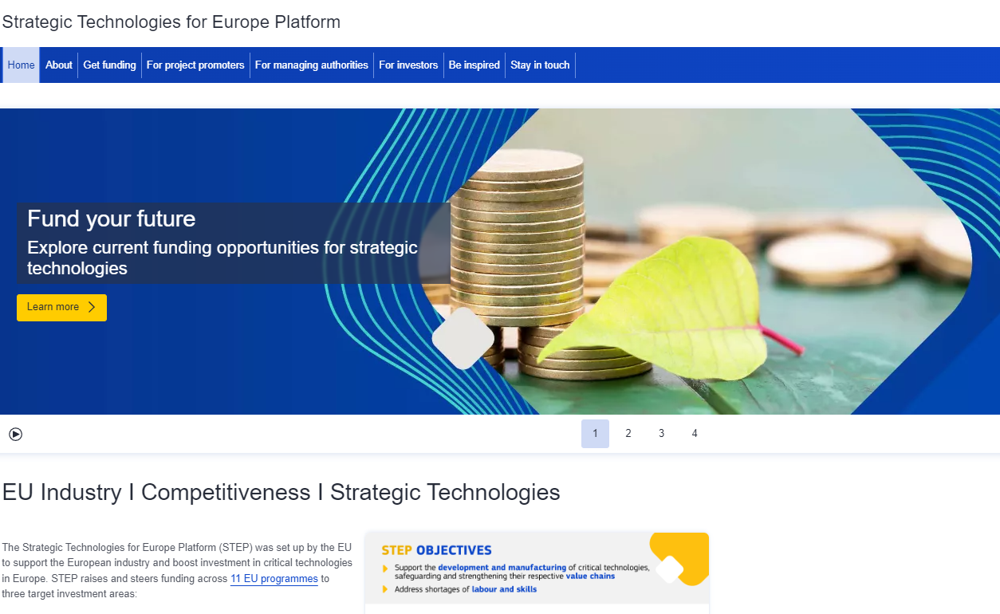 Strategic Technologies for Europe Platform
Home About Get funding For project promoters For managing authorities For investors Be inspired Stay in touch
Fund your future
Explore current funding opportunities for strategic
technologies
Learn more
1 2 3 4
EU Industry I Competitiveness I Strategic Technologies
The Strategic Technologies for Europe Platform (STEP) was set up by the EU
to support the European industry and boost investment in critical technologies
in Europe. STEP raises and steers funding across 11 EU programmes to
three target investment areas:
STEP OBJECTIVES
Support the development and manufacturing of critical technologies,
safeguarding and strengthening their respective value chains
Address shortages of labour and skills